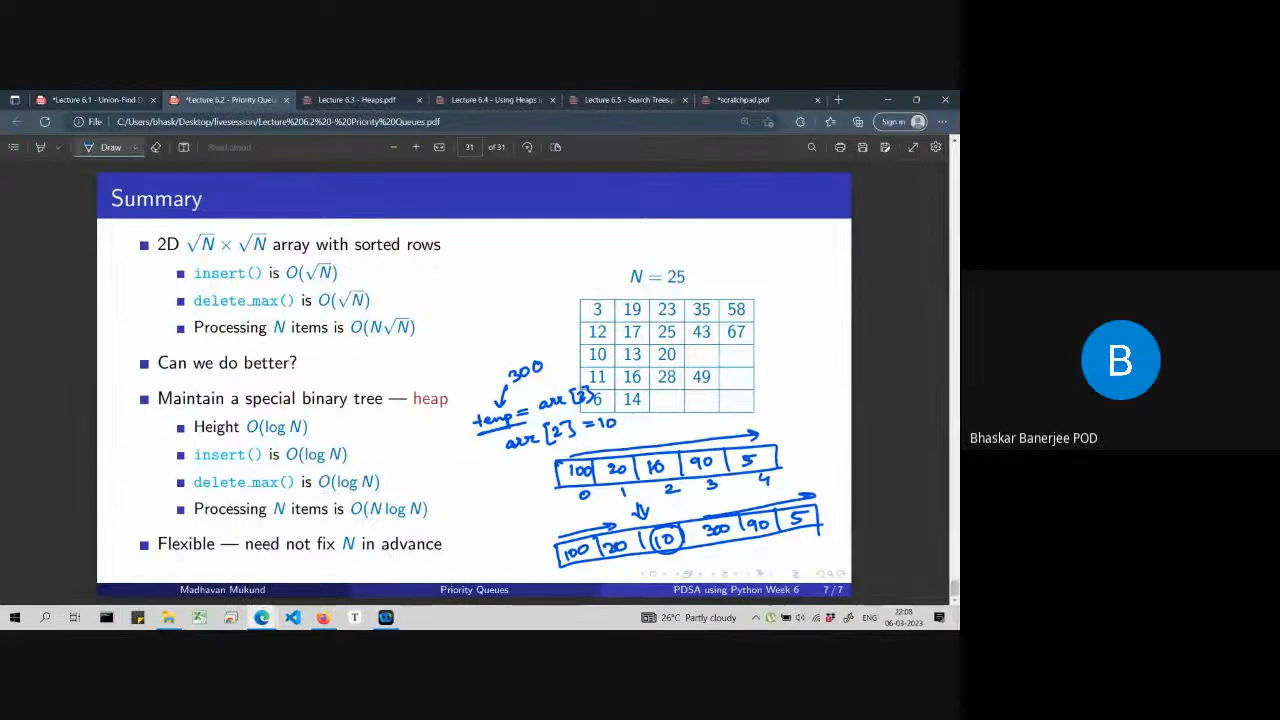 *Lecture 6.1 - Union-Find D
*Lecture 6.2 - Priority Queu
Lecture 6.3 - Heaps.pdf
Lecture 6.4 - Using Heaps i
Lecture 6.5 - Search Trees.p
*scratchpad.pdf
File C:/Users/bhask/Desktop/livesession/Lecture%206.2%20-%20Priority%20Queues.pdf Sign in
Draw Read aloud 31 of 31
Summary
2D √N × √N array with sorted rows
insert() is O(√N)
delete_max() is O(√N)
Processing N items is O(N√N)
Can we do better?
Maintain a special binary tree — heap
Height O(log N)
insert() is O(log N)
delete_max() is O(log N)
Processing N items is O(N log N)
Flexible — need not fix N in advance
N = 25
3 19 23 35 58
12 17 25 43 67
10 13 20
11 16 28 49
6 14
300
temp = arr[2]
arr[2] = 10
100 20 10 90 5
0 1 2 3 4
100 20 10 300 90 5
Madhavan Mukund Priority Queues PDSA using Python Week 6 7 / 7
T 26°C Partly cloudy ENG 22:08
06-03-2023
B
Bhaskar Banerjee POD